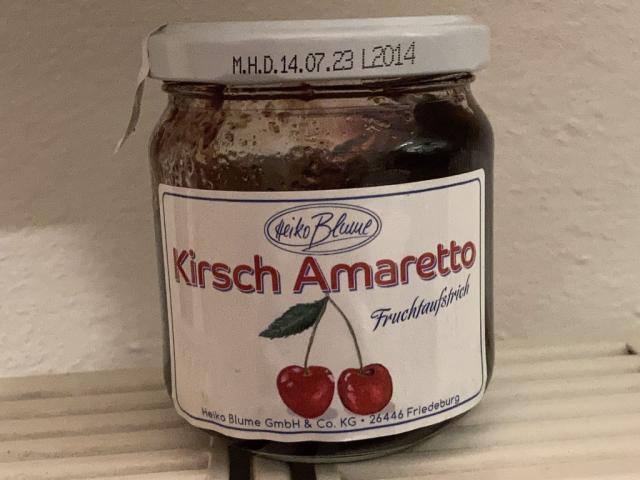 M.H.D.14.07.23 L2014
Heiko Blume
Kirsch Amaretto
Fruchtaufstrich
Heiko Blume GmbH & Co. KG • 26446 Friedeburg